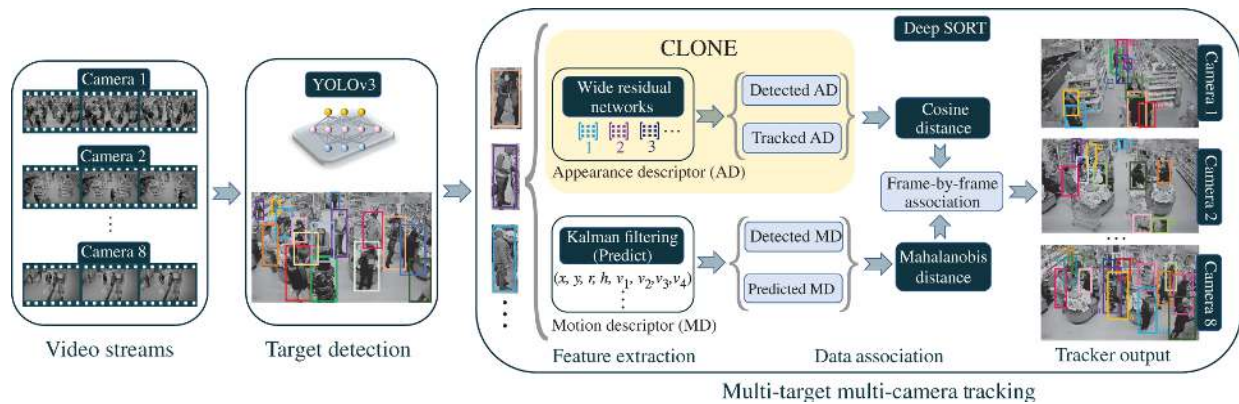 Camera 1
Camera 2
⋮
Camera 8
Video streams
YOLOv3
Target detection
CLONE
Wide residual
networks
1 2 3 ...
Appearance descriptor (AD)
Detected AD
Tracked AD
Kalman filtering
(Predict)
(x, y, r, h, v1, v2,v3,v4)
⋮
Motion descriptor (MD)
Detected MD
Predicted MD
Feature extraction
Deep SORT
Cosine
distance
Frame-by-frame
association
Mahalanobis
distance
Data association
Camera 1
Camera 2
...
Camera 8
Tracker output
Multi-target multi-camera tracking